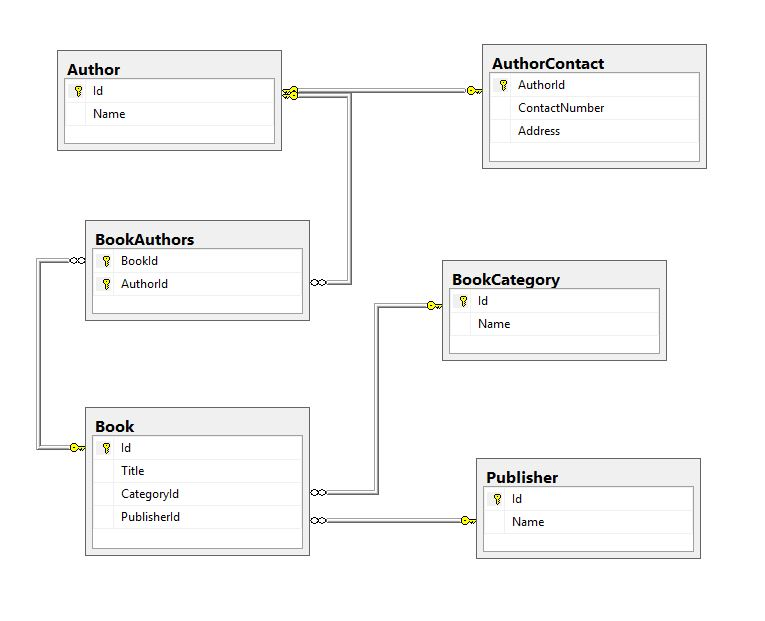 Author
Id
Name
AuthorContact
AuthorId
ContactNumber
Address
BookAuthors
BookId
AuthorId
BookCategory
Id
Name
Book
Id
Title
CategoryId
PublisherId
Publisher
Id
Name